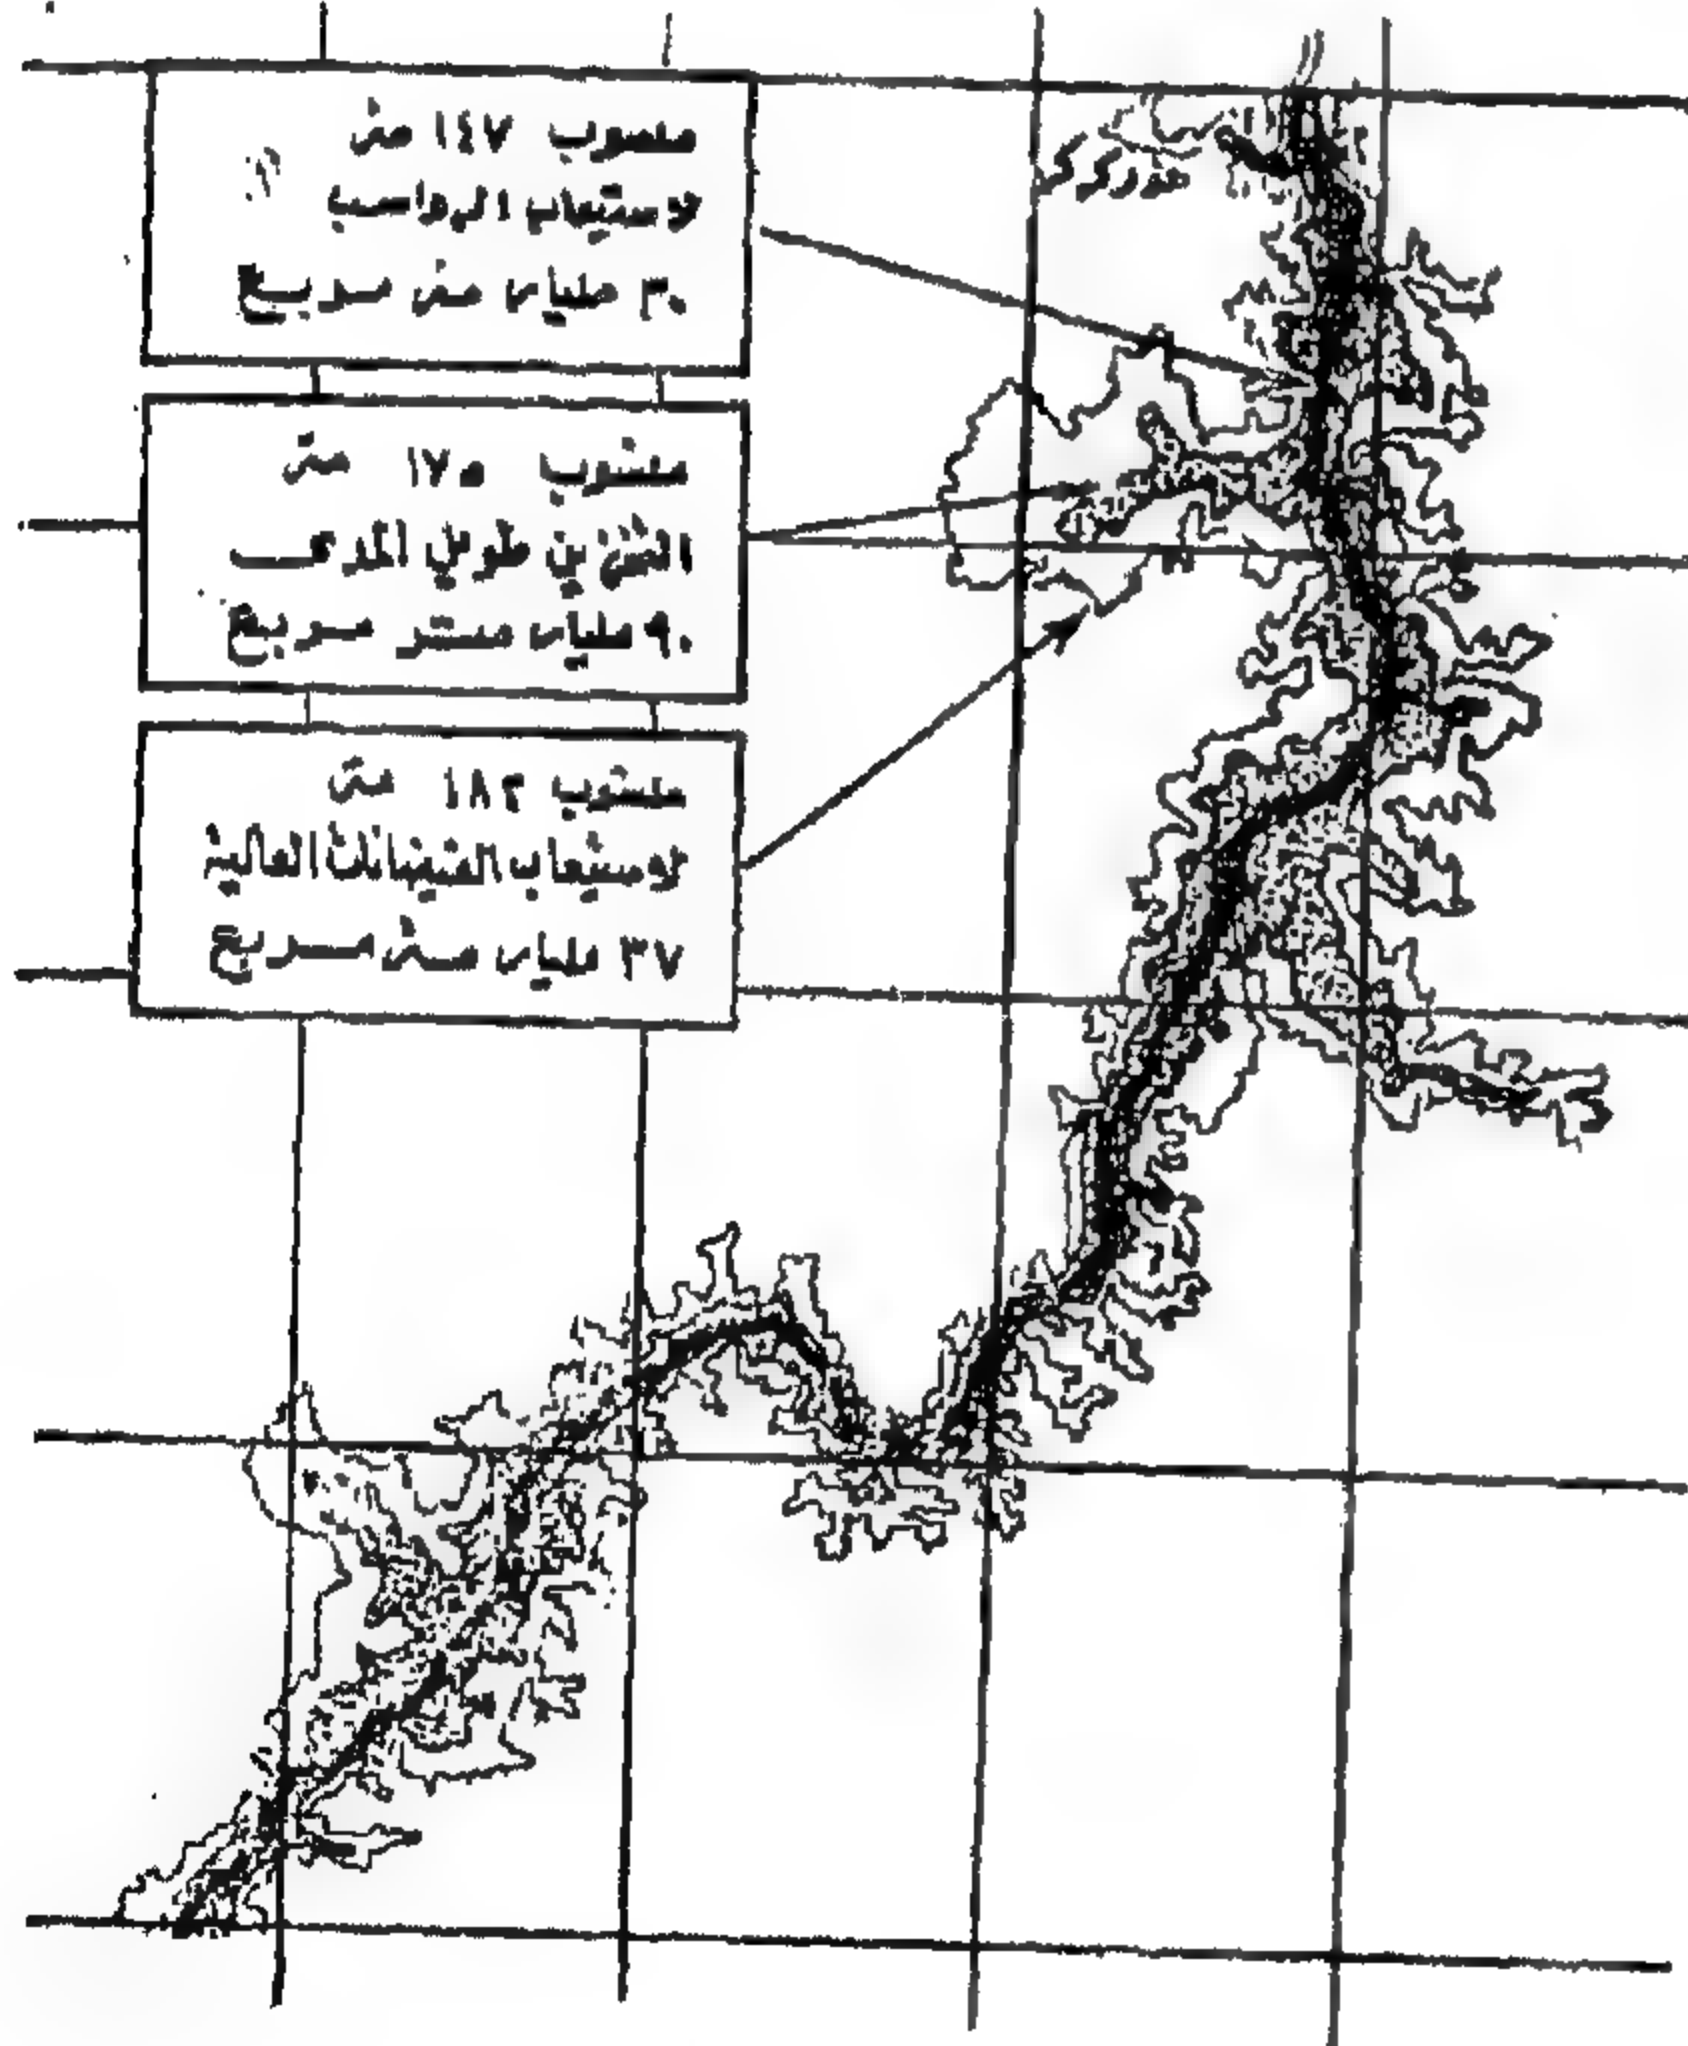 منسوب ١٤٧ متر
لاستيعاب الرواسب
٣٠ مليار متر مربع
منسوب ١٧٥ متر
التخزين طويل المدى
٩٠ مليار متر مربع
منسوب ١٨٢ متر
لاستيعاب الفيضانات العالية
٣٧ مليار متر مربع